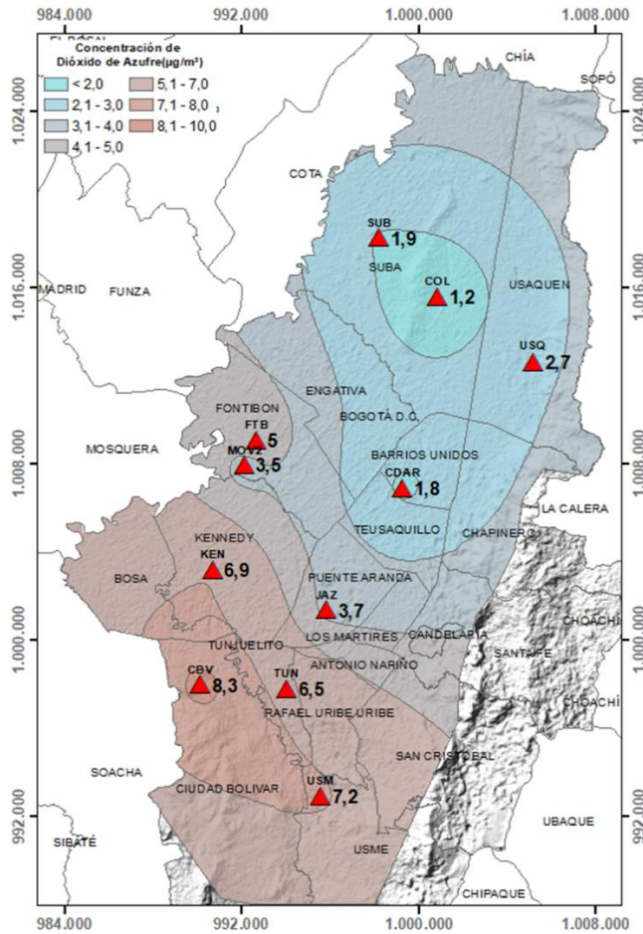 984.000 992.000 1.000.000 1.008.000
Concentración de
Dióxido de Azufre(µg/m³)
< 2,0
2,1 - 3,0
3,1 - 4,0
4,1 - 5,0
5,1 - 7,0
7,1 - 8,0
8,1 - 10,0
CHÍA
SOPÓ
1.024.000 1.024.000
COTA
SUB
1,9
SUBA
COL
1,2
USAQUEN
1.016.000 1.016.000
MADRID
FUNZA
USQ
2,7
ENGATIVA
FONTIBON
BOGOTÁ D.C.
FTB
5
MOSQUERA
MOV2
3,5
BARRIOS UNIDOS
1.008.000 1.008.000
CDAR
1,8
LA CALERA
TEUSAQUILLO
CHAPINERO
KENNEDY
KEN
6,9
BOSA
PUENTE ARANDA
JAZ
3,7
CHOACHÍ
LOS MARTIRES
CANDELARIA
1.000.000 1.000.000
TUNJUELITO
SANTAFE
ANTONIO NARIÑO
CBV
8,3
TUN
6,5
CHOACHÍ
RAFAEL URIBE URIBE
SAN CRISTOBAL
SOACHA
CIUDAD BOLIVAR
USM
7,2
992.000 992.000
UBAQUE
SIBATÉ
USME
CHIPAQUE
984.000 992.000 1.000.000 1.008.000